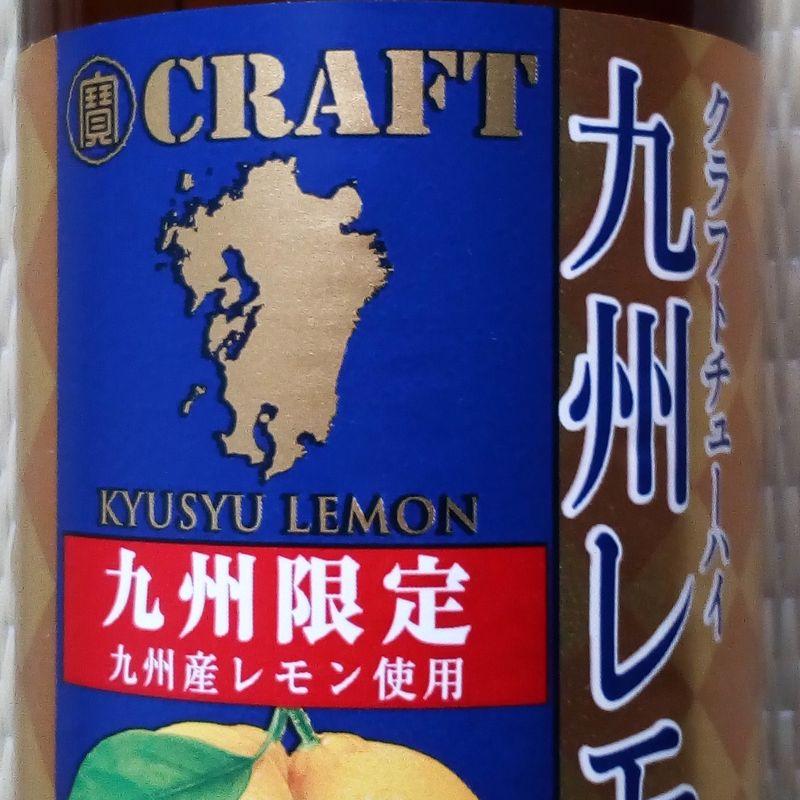 寶 CRAFT
KYUSYU LEMON
九州限定
九州産レモン使用
クラフトチューハイ
九州レモ